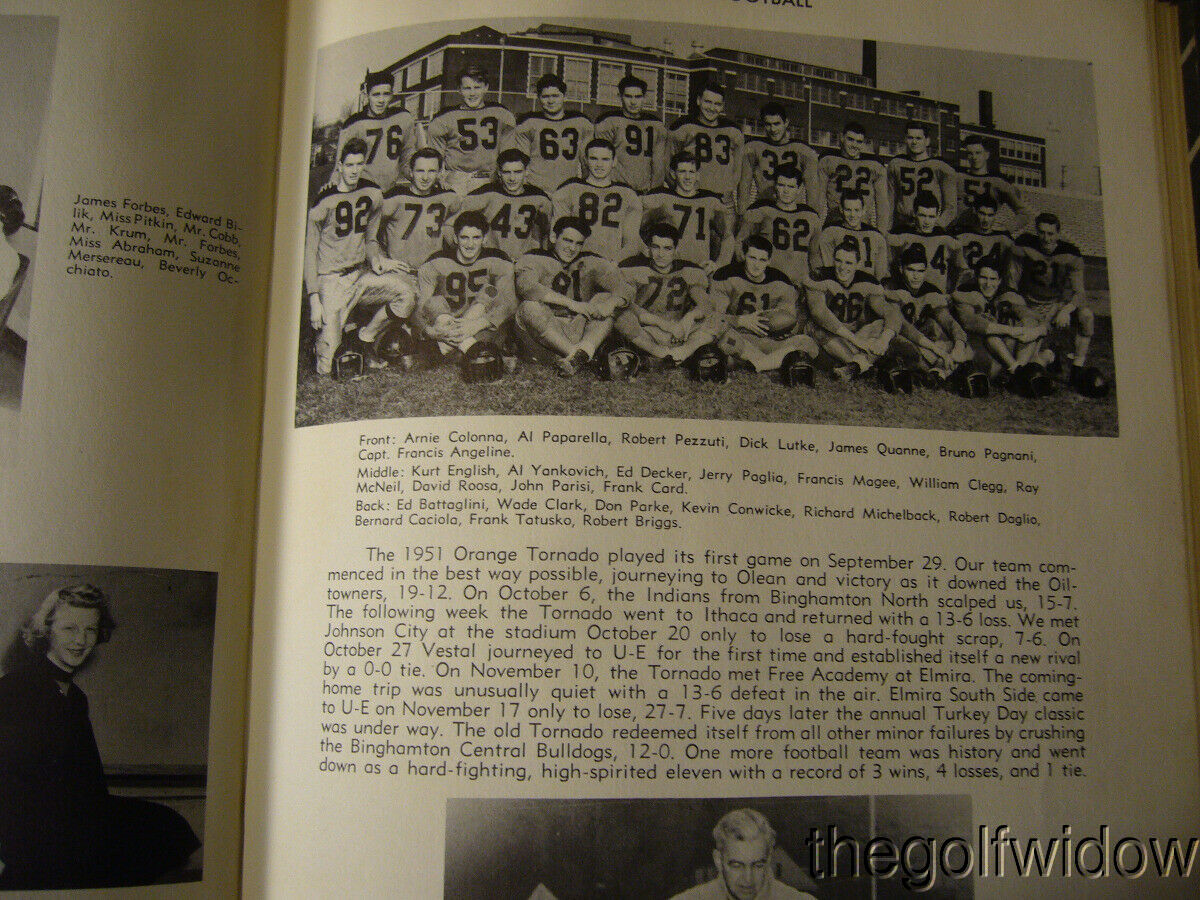 OOTBALL
James Forbes, Edward Bi-
lik, Miss Pitkin, Mr. Cobb,
Mr. Krum, Mr. Forbes,
Miss Abraham, Suzanne
Mersereau, Beverly Oc-
chiato.
76 53 63 91 83 32 22 52 51
92 73 43 82 71 62 81 4 21
95 91 72 61 86
Front: Arnie Colonna, Al Paparella, Robert Pezzuti, Dick Lutke, James Quanne, Bruno Pagnani,
Capt. Francis Angeline.
Middle: Kurt English, Al Yankovich, Ed Decker, Jerry Paglia, Francis Magee, William Clegg, Ray
McNeil, David Roosa, John Parisi, Frank Card.
Back: Ed Battaglini, Wade Clark, Don Parke, Kevin Conwicke, Richard Michelback, Robert Daglio,
Bernard Caciola, Frank Tatusko, Robert Briggs.
The 1951 Orange Tornado played its first game on September 29. Our team com-
menced in the best way possible, journeying to Olean and victory as it downed the Oil-
towners, 19-12. On October 6, the Indians from Binghamton North scalped us, 15-7.
The following week the Tornado went to Ithaca and returned with a 13-6 loss. We met
Johnson City at the stadium October 20 only to lose a hard-fought scrap, 7-6. On
October 27 Vestal journeyed to U-E for the first time and established itself a new rival
by a 0-0 tie. On November 10, the Tornado met Free Academy at Elmira. The coming-
home trip was unusually quiet with a 13-6 defeat in the air. Elmira South Side came
to U-E on November 17 only to lose, 27-7. Five days later the annual Turkey Day classic
was under way. The old Tornado redeemed itself from all other minor failures by crushing
the Binghamton Central Bulldogs, 12-0. One more football team was history and went
down as a hard-fighting, high-spirited eleven with a record of 3 wins, 4 losses, and 1 tie.
thegolfwidow